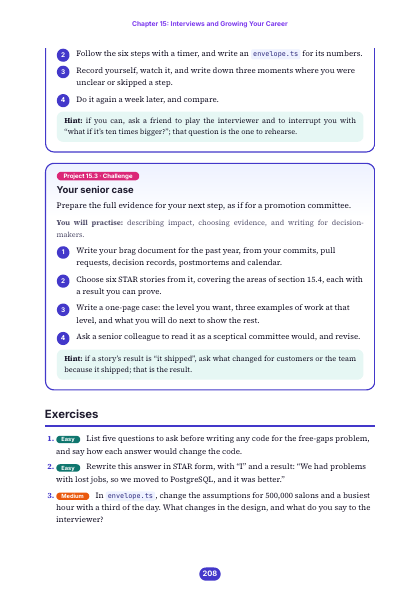 Chapter 15: Interviews and Growing Your Career
2 Follow the six steps with a timer, and write an envelope.ts for its numbers.
3 Record yourself, watch it, and write down three moments where you were
unclear or skipped a step.
4 Do it again a week later, and compare.
Hint: if you can, ask a friend to play the interviewer and to interrupt you with
“what if it’s ten times bigger?”; that question is the one to rehearse.
Project 15.3 · Challenge
Your senior case
Prepare the full evidence for your next step, as if for a promotion committee.
You will practise: describing impact, choosing evidence, and writing for decision-
makers.
1 Write your brag document for the past year, from your commits, pull
requests, decision records, postmortems and calendar.
2 Choose six STAR stories from it, covering the areas of section 15.4, each with
a result you can prove.
3 Write a one-page case: the level you want, three examples of work at that
level, and what you will do next to show the rest.
4 Ask a senior colleague to read it as a sceptical committee would, and revise.
Hint: if a story’s result is “it shipped”, ask what changed for customers or the team
because it shipped; that is the result.
Exercises
1. Easy List five questions to ask before writing any code for the free-gaps problem,
and say how each answer would change the code.
2. Easy Rewrite this answer in STAR form, with “I” and a result: “We had problems
with lost jobs, so we moved to PostgreSQL, and it was better.”
3. Medium In envelope.ts, change the assumptions for 500,000 salons and a busiest
hour with a third of the day. What changes in the design, and what do you say to the
interviewer?
208